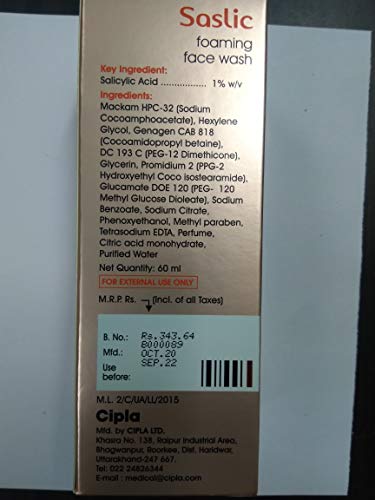 Saslic
foaming
face wash
Key Ingredient:
Salicylic Acid .................. 1% w/v
Ingredients:
Mackam HPC-32 (Sodium
Cocoamphoacetate), Hexylene
Glycol, Genagen CAB 818
(Cocoamidopropyl betaine),
DC 193 C (PEG-12 Dimethicone),
Glycerin, Promidium 2 (PPG-2
Hydroxyethyl Coco isostearamide),
Glucamate DOE 120 (PEG- 120
Methyl Glucose Dioleate), Sodium
Benzoate, Sodium Citrate,
Phenoxyethanol, Methyl paraben,
Tetrasodium EDTA, Perfume,
Citric acid monohydrate,
Purified Water
Net Quantity: 60 ml
FOR EXTERNAL USE ONLY
M.R.P. Rs. (Incl. of all Taxes)
Rs.343.64
B. No.: B000089
Mfd.: OCT.20
Use SEP.22
before:
M.L. 2/C/UA/LL/2015
Cipla
Mfd. by CIPLA LTD.
Khasra No. 138, Raipur Industrial Area,
Bhagwanpur, Roorkee, Dist. Haridwar,
Uttarakhand-247 667.
Tel: 022 24826344
E-mail : medical@cipla.com